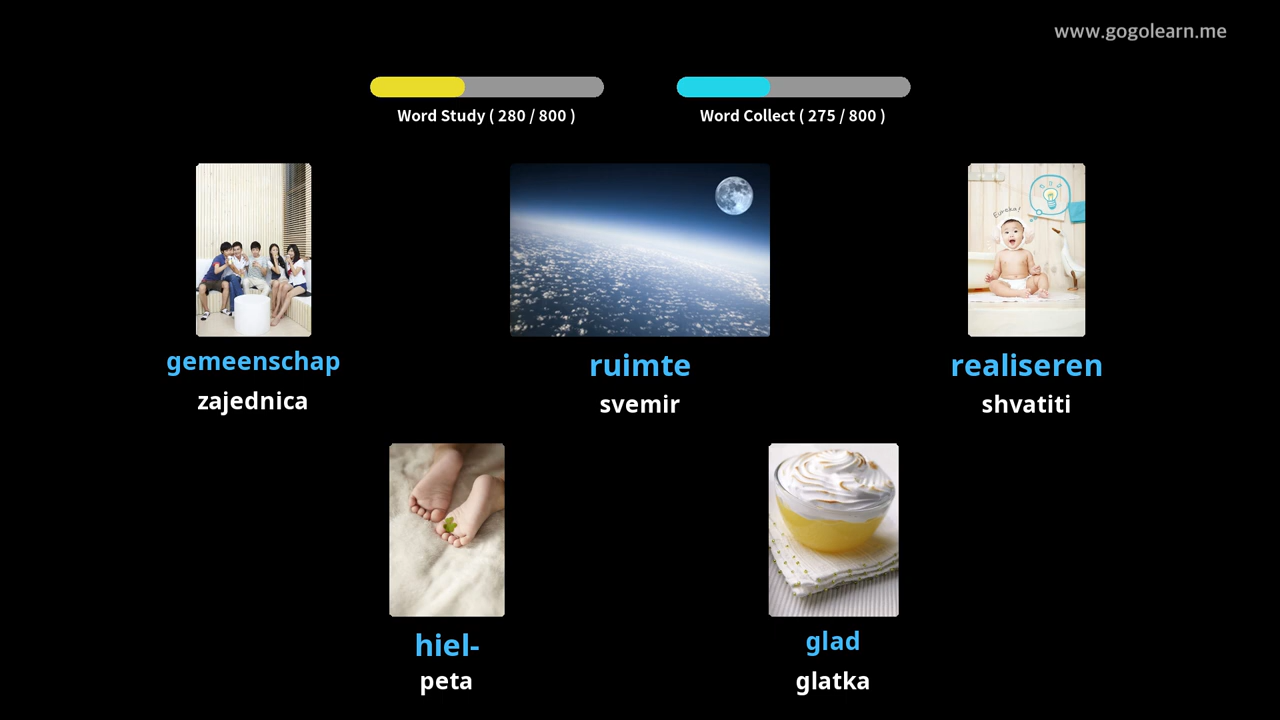 www.gogolearn.me
Word Study ( 280 / 800 )
Word Collect ( 275 / 800 )
Eureka!
gemeenschap
zajednica
ruimte
svemir
realiseren
shvatiti
hiel-
peta
glad
glatka